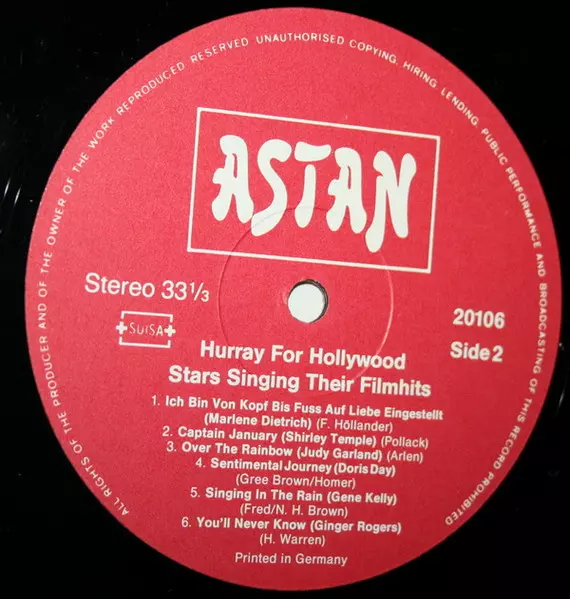 ALL RIGHTS OF THE PRODUCER AND OF THE OWNER OF THE WORK REPRODUCED RESERVED UNAUTHORISED COPYING, HIRING, LENDING, PUBLIC PERFORMANCE AND BROADCASTING OF THIS RECORD PROHIBITED
ASTAN
Stereo 33 1/3
20106
SUISA
Side 2
Hurray For Hollywood
Stars Singing Their Filmhits
1. Ich Bin Von Kopf Bis Fuss Auf Liebe Eingestellt
(Marlene Dietrich) (F. Höllander)
2. Captain January (Shirley Temple) (Pollack)
3. Over The Rainbow (Judy Garland) (Arlen)
4. Sentimental Journey (Doris Day)
(Gree Brown/Homer)
5. Singing In The Rain (Gene Kelly)
(Fred/N. H. Brown)
6. You'll Never Know (Ginger Rogers)
(H. Warren)
Printed in Germany